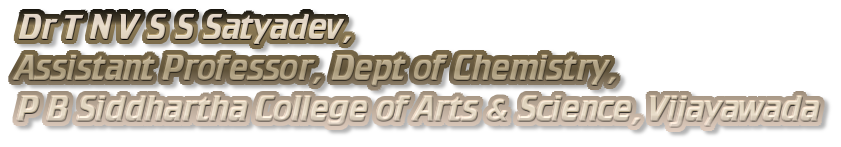 Dr T N V S S Satyadev,
Assistant Professor, Dept of Chemistry,
P B Siddhartha College of Arts & Science, Vijayawada